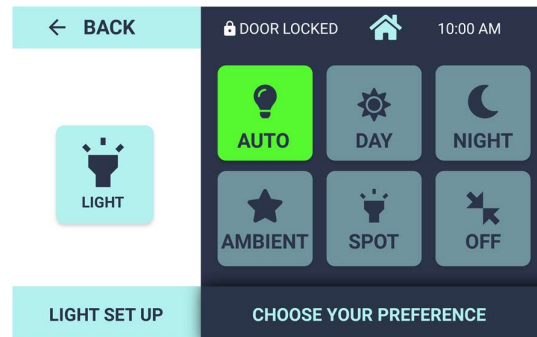 BACK
DOOR LOCKED
10:00 AM
AUTO
DAY
NIGHT
LIGHT
AMBIENT
SPOT
OFF
LIGHT SET UP
CHOOSE YOUR PREFERENCE